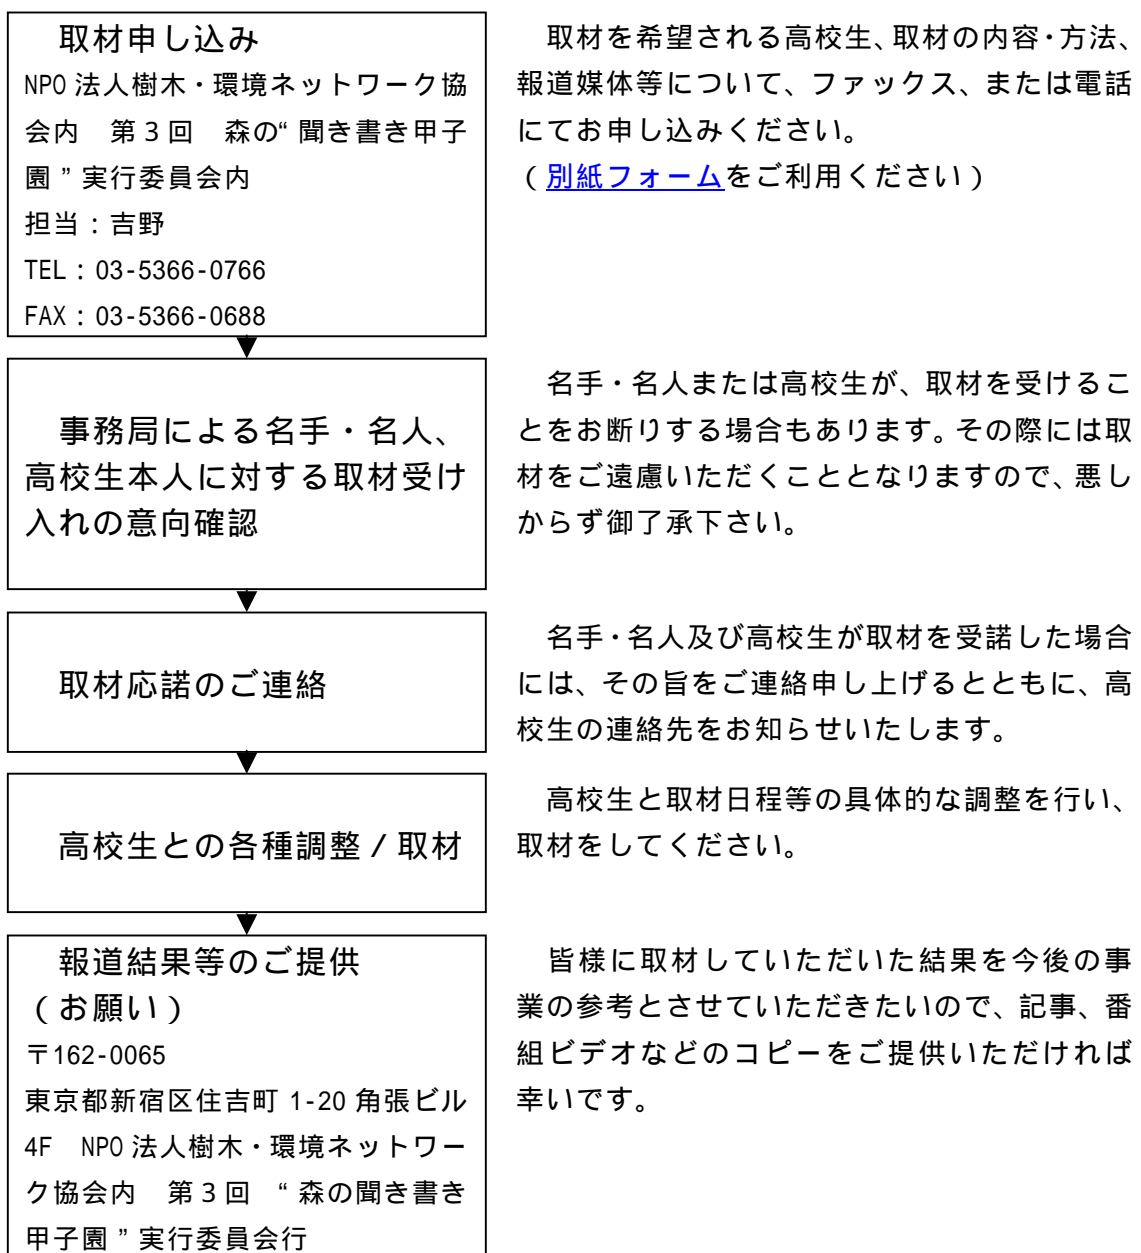 取材申し込み
NPO法人樹木・環境ネットワーク協
会内　第３回　森の“聞き書き甲子
園”実行委員会内
担当：吉野
TEL：03-5366-0766
FAX：03-5366-0688
取材を希望される高校生、取材の内容・方法、
報道媒体等について、ファックス、または電話
にてお申し込みください。
（別紙フォームをご利用ください）
事務局による名手・名人、
高校生本人に対する取材受け
入れの意向確認
名手・名人または高校生が、取材を受けるこ
とをお断りする場合もあります。その際には取
材をご遠慮いただくこととなりますので、悪し
からず御了承下さい。
取材応諾のご連絡
名手・名人及び高校生が取材を受諾した場合
には、その旨をご連絡申し上げるとともに、高
校生の連絡先をお知らせいたします。
高校生との各種調整／取材
高校生と取材日程等の具体的な調整を行い、
取材をしてください。
報道結果等のご提供
（お願い）
〒162-0065
東京都新宿区住吉町 1-20 角張ビル
4F　NPO法人樹木・環境ネットワー
ク協会内　第３回　“森の聞き書き
甲子園”実行委員会行
皆様に取材していただいた結果を今後の事
業の参考とさせていただきたいので、記事、番
組ビデオなどのコピーをご提供いただければ
幸いです。